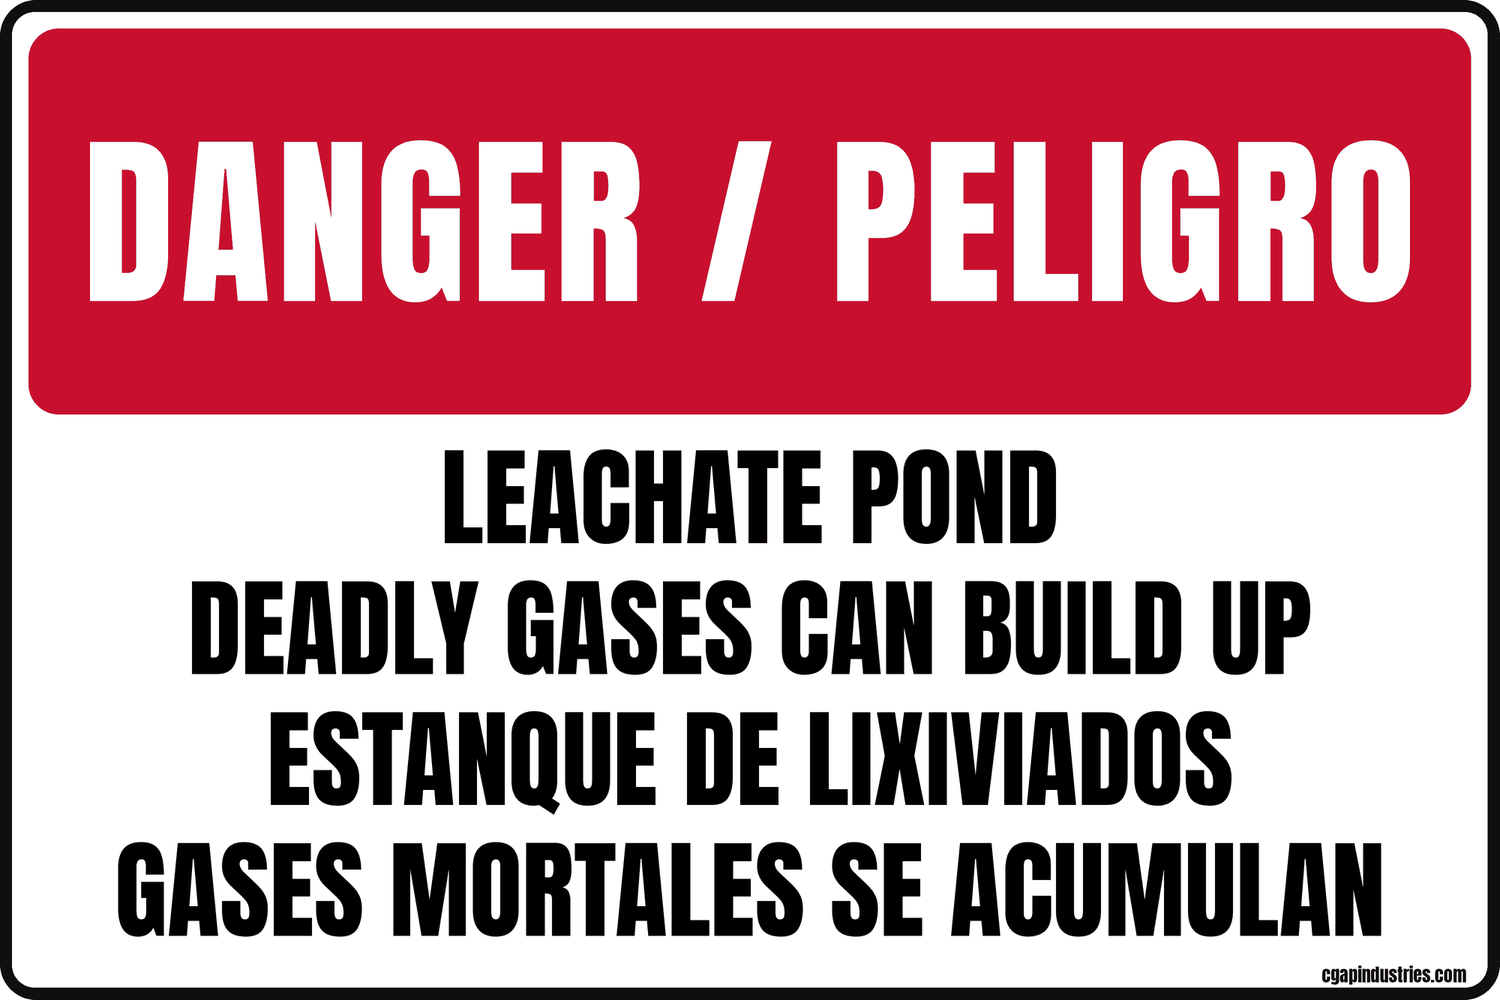 DANGER / PELIGRO
LEACHATE POND
DEADLY GASES CAN BUILD UP
ESTANQUE DE LIXIVIADOS
GASES MORTALES SE ACUMULAN
cgapindustries.com